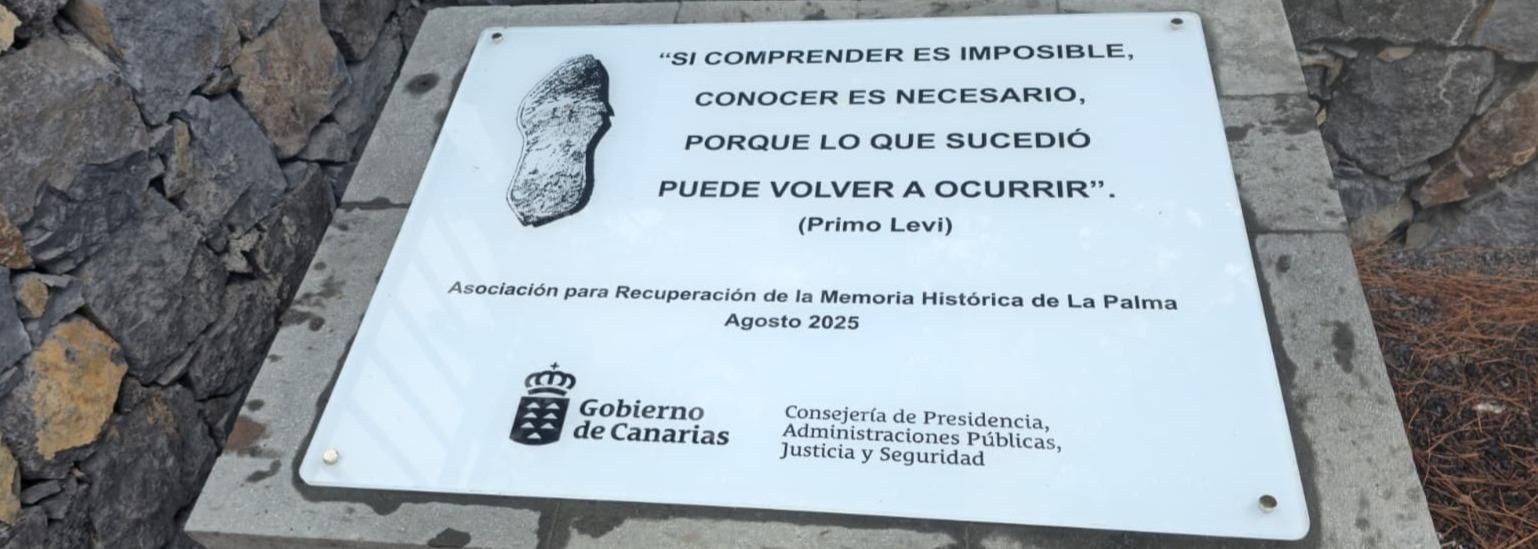 “SI COMPRENDER ES IMPOSIBLE,
CONOCER ES NECESARIO,
PORQUE LO QUE SUCEDIÓ
PUEDE VOLVER A OCURRIR”.
(Primo Levi)
Asociación para Recuperación de la Memoria Histórica de La Palma
Agosto 2025
Gobierno
de Canarias
Consejería de Presidencia,
Administraciones Públicas,
Justicia y Seguridad